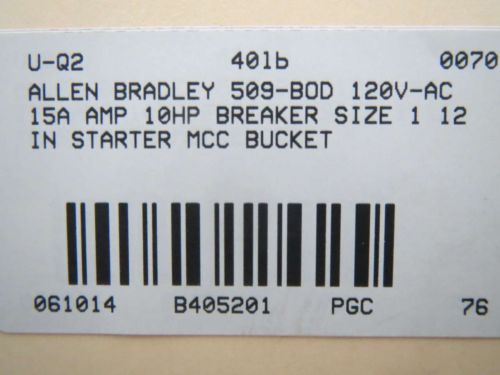 U-Q2 401b 0070
ALLEN BRADLEY 509-BOD 120V-AC
15A AMP 10HP BREAKER SIZE 1 12
IN STARTER MCC BUCKET
061014 B405201 PGC 76